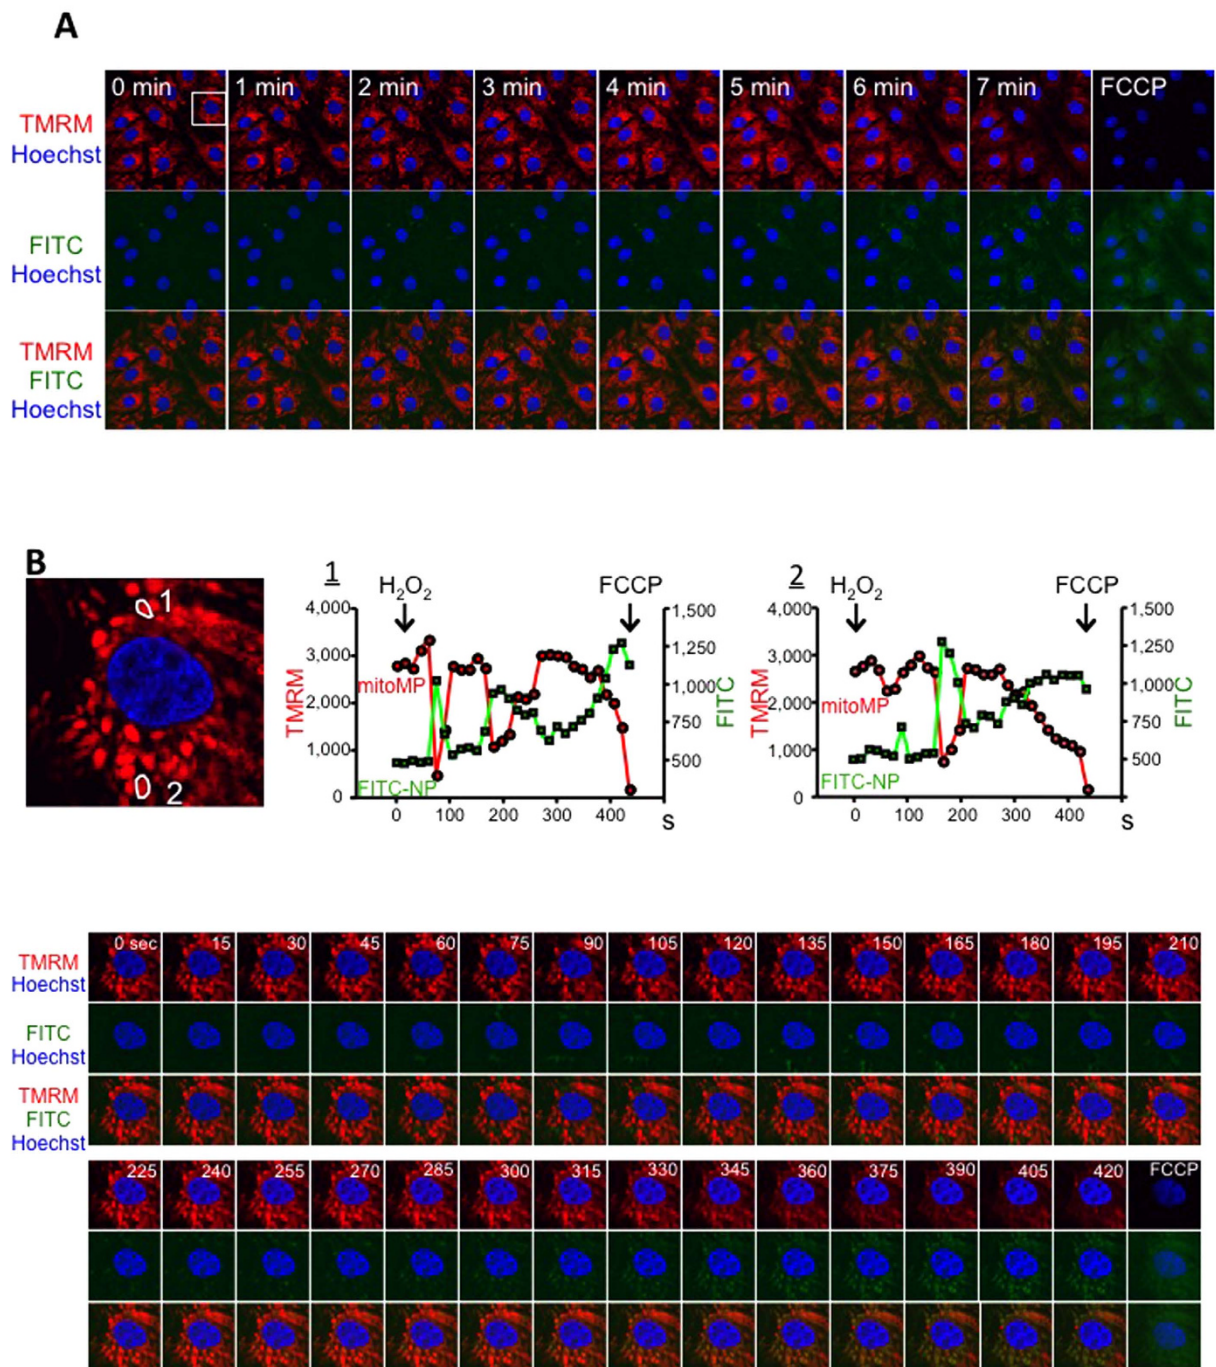 A
0 min 1 min 2 min 3 min 4 min 5 min 6 min 7 min FCCP
TMRM
Hoechst
FITC
Hoechst
TMRM
FITC
Hoechst
B
1
2
1
H₂O₂ FCCP
4,000
3,000
2,000
1,000
0
TMRM
mitoMP
FITC-NP
1,500
1,250
1,000
750
500
FITC
0 100 200 300 400 s
2
H₂O₂ FCCP
4,000
3,000
2,000
1,000
0
TMRM
mitoMP
FITC-NP
1,500
1,250
1,000
750
500
FITC
0 100 200 300 400 s
0 sec 15 30 45 60 75 90 105 120 135 150 165 180 195 210
TMRM
Hoechst
FITC
Hoechst
TMRM
FITC
Hoechst
225 240 255 270 285 300 315 330 345 360 375 390 405 420 FCCP